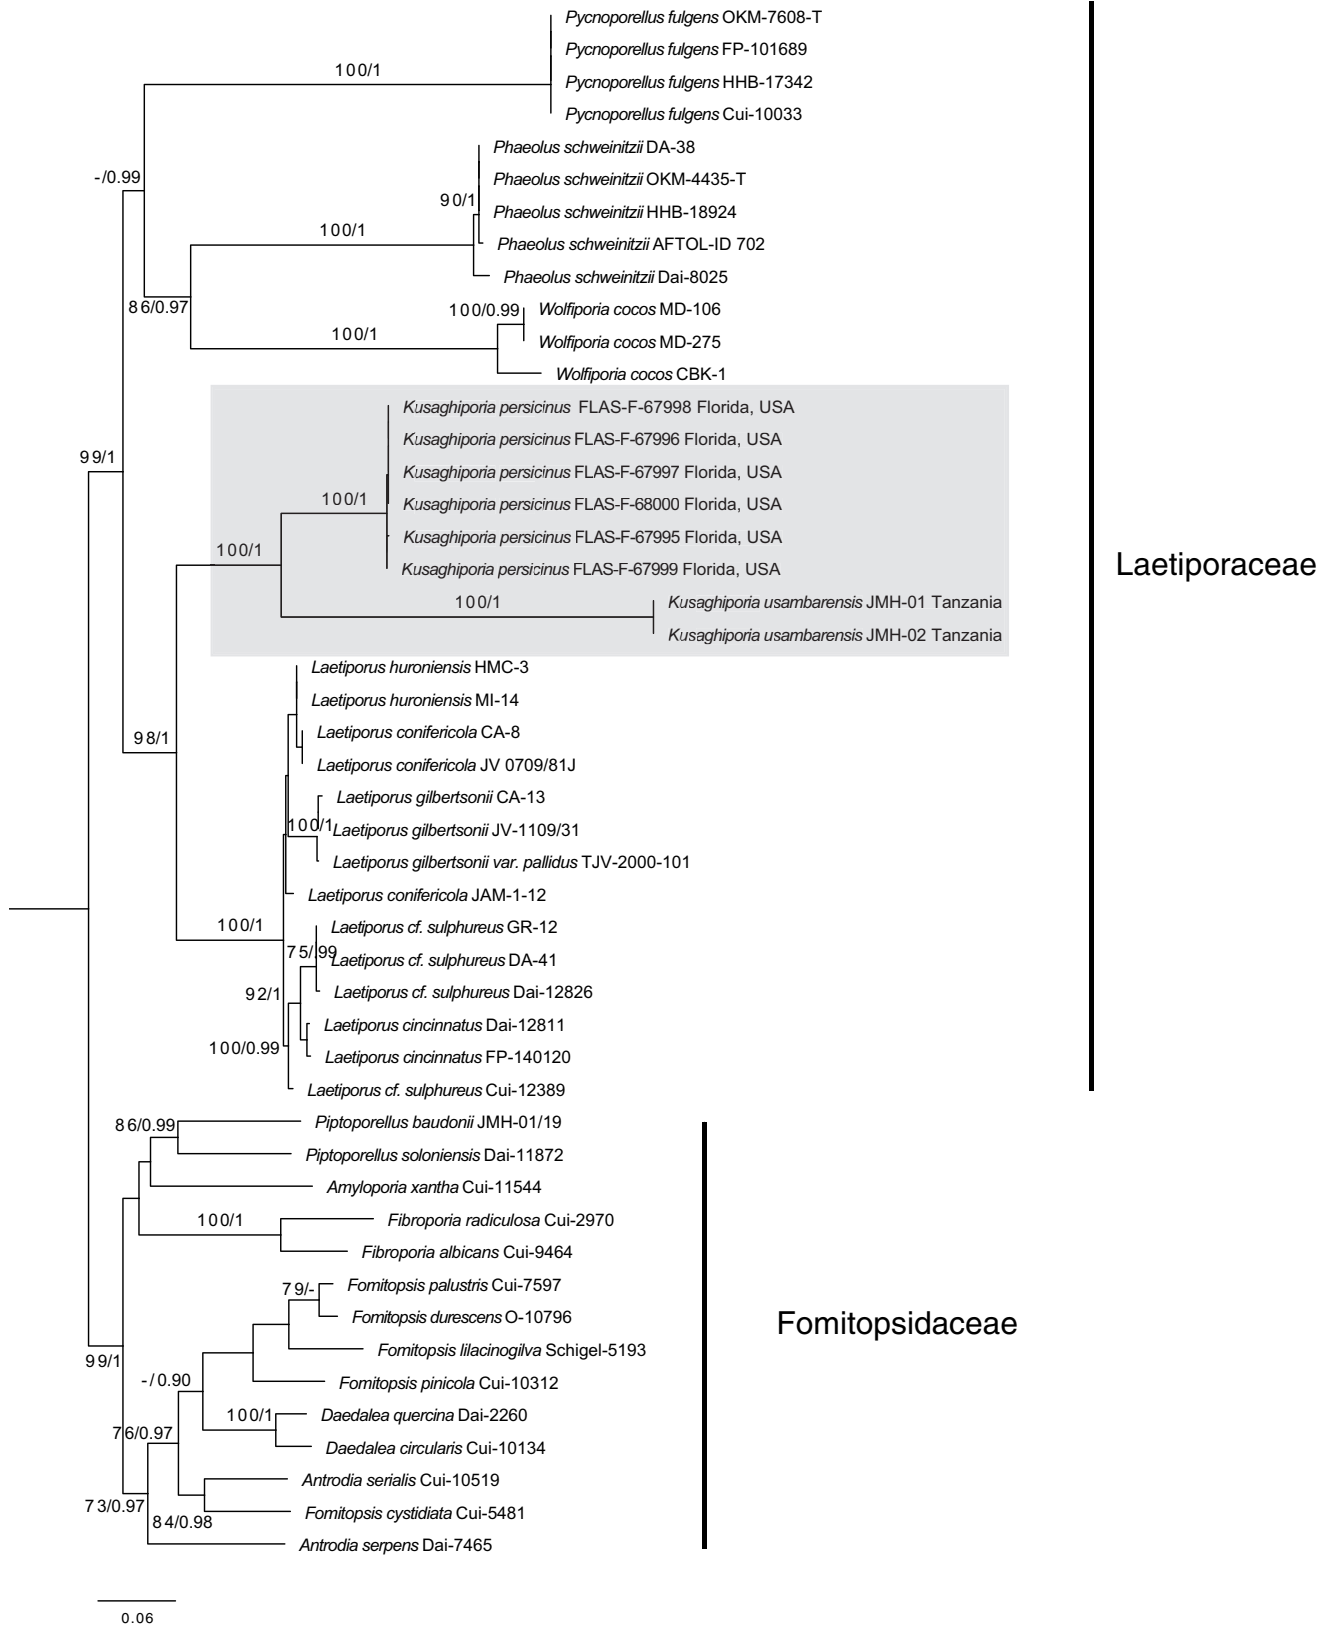 Pycnoporellus fulgens OKM-7608-T
Pycnoporellus fulgens FP-101689
100/1
Pycnoporellus fulgens HHB-17342
Pycnoporellus fulgens Cui-10033
Phaeolus schweinitzii DA-38
-/0.99
Phaeolus schweinitzii OKM-4435-T
90/1
Phaeolus schweinitzii HHB-18924
100/1
Phaeolus schweinitzii AFTOL-ID 702
Phaeolus schweinitzii Dai-8025
86/0.97
100/0.99
Wolfiporia cocos MD-106
100/1
Wolfiporia cocos MD-275
Wolfiporia cocos CBK-1
Kusaghiporia persicinus FLAS-F-67998 Florida, USA
Kusaghiporia persicinus FLAS-F-67996 Florida, USA
99/1
Kusaghiporia persicinus FLAS-F-67997 Florida, USA
100/1
Kusaghiporia persicinus FLAS-F-68000 Florida, USA
Kusaghiporia persicinus FLAS-F-67995 Florida, USA
100/1
Kusaghiporia persicinus FLAS-F-67999 Florida, USA
Laetiporaceae
100/1
Kusaghiporia usambarensis JMH-01 Tanzania
Kusaghiporia usambarensis JMH-02 Tanzania
Laetiporus huroniensis HMC-3
Laetiporus huroniensis MI-14
98/1
Laetiporus conifericola CA-8
Laetiporus conifericola JV 0709/81J
Laetiporus gilbertsonii CA-13
100/1
Laetiporus gilbertsonii JV-1109/31
Laetiporus gilbertsonii var. pallidus TJV-2000-101
Laetiporus conifericola JAM-1-12
100/1
Laetiporus cf. sulphureus GR-12
75/.99
Laetiporus cf. sulphureus DA-41
92/1
Laetiporus cf. sulphureus Dai-12826
Laetiporus cincinnatus Dai-12811
100/0.99
Laetiporus cincinnatus FP-140120
Laetiporus cf. sulphureus Cui-12389
86/0.99
Piptoporellus baudonii JMH-01/19
Piptoporellus soloniensis Dai-11872
Amyloporia xantha Cui-11544
100/1
Fibroporia radiculosa Cui-2970
Fibroporia albicans Cui-9464
79/-
Fomitopsis palustris Cui-7597
Fomitopsis durescens O-10796
Fomitopsidaceae
99/1
Fomitopsis lilacinogilva Schigel-5193
-/0.90
Fomitopsis pinicola Cui-10312
100/1
Daedalea quercina Dai-2260
76/0.97
Daedalea circularis Cui-10134
Antrodia serialis Cui-10519
73/0.97
84/0.98
Fomitopsis cystidiata Cui-5481
Antrodia serpens Dai-7465
0.06